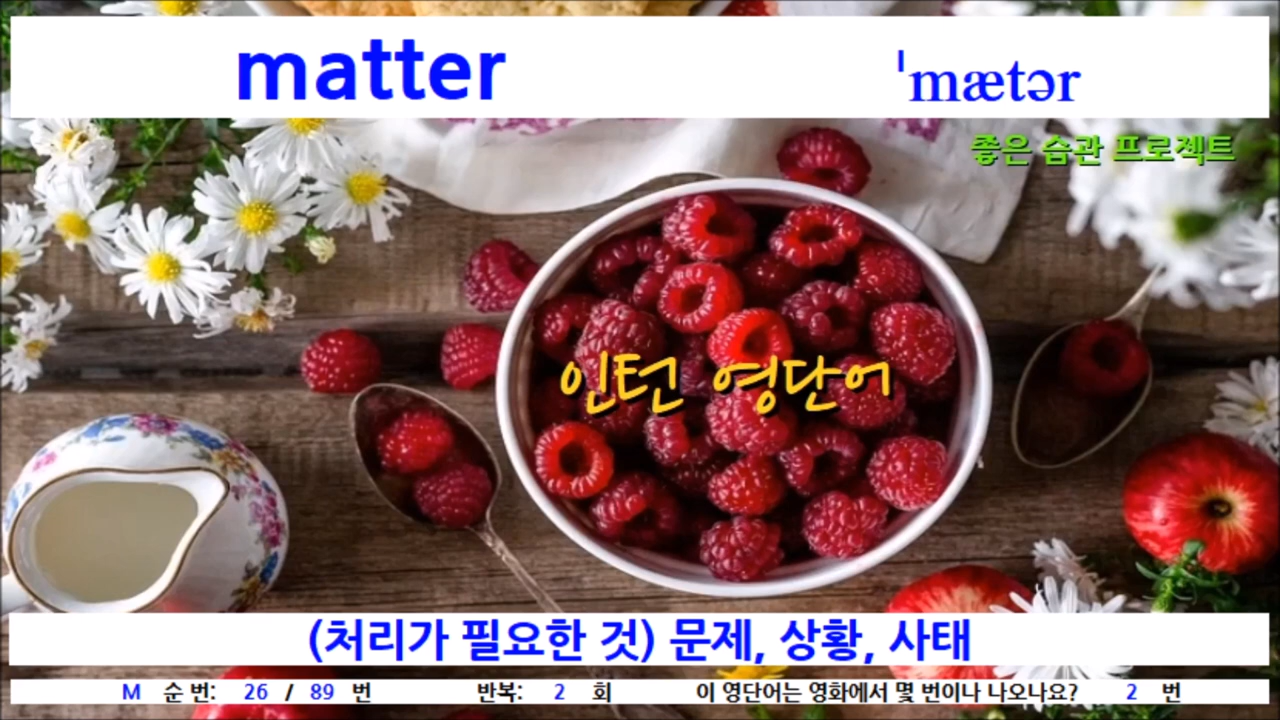 matter
ˈmætər
좋은 습관 프로젝트
인턴 영단어
(처리가 필요한 것) 문제, 상황, 사태
M 순 번: 26 / 89 번 반복: 2 회 이 영단어는 영화에서 몇 번이나 나오나요? 2 번